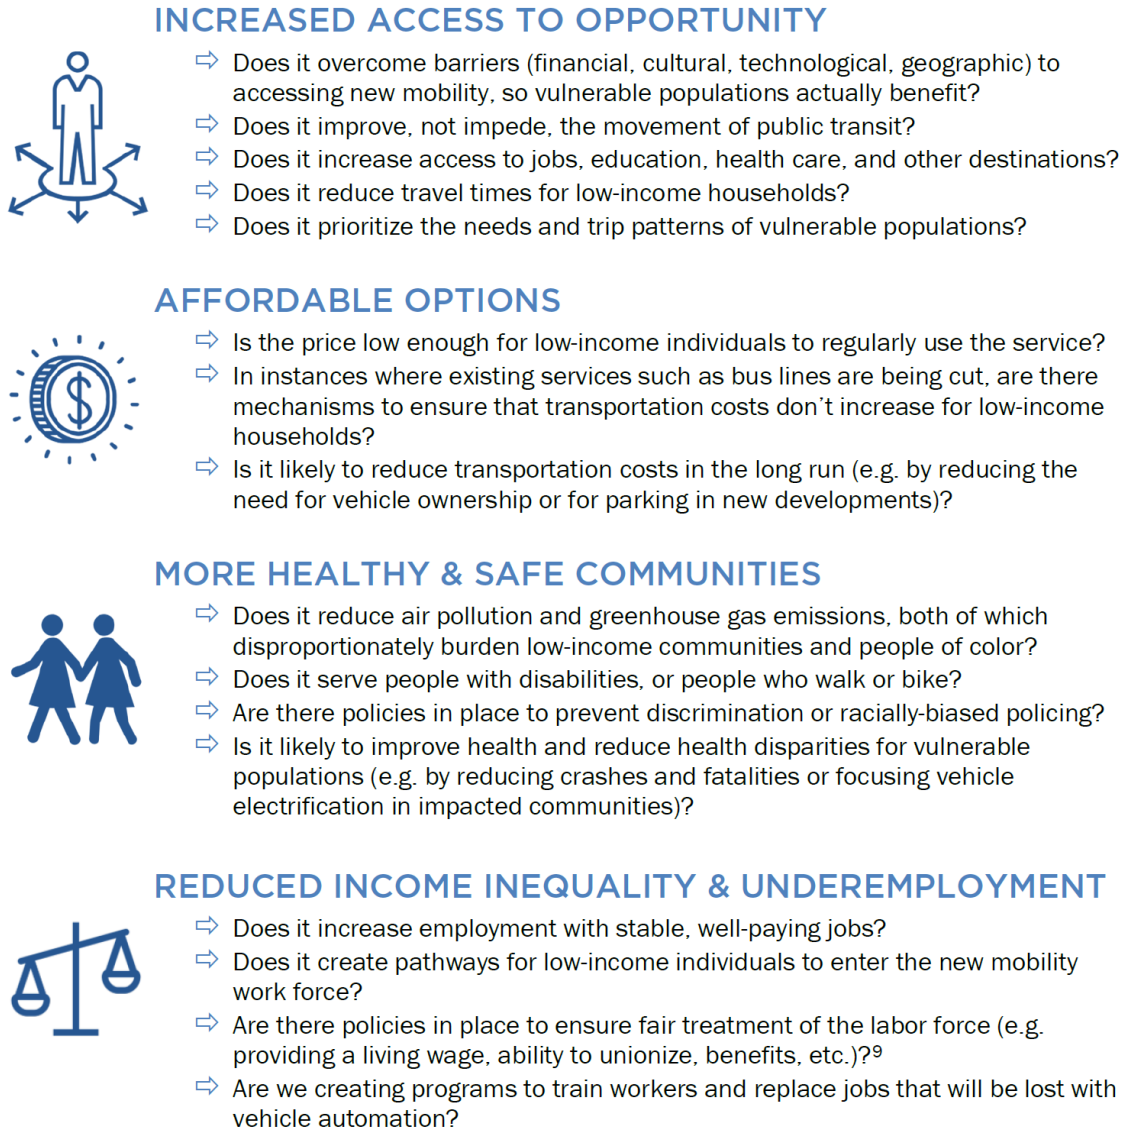 INCREASED ACCESS TO OPPORTUNITY
⇨ Does it overcome barriers (financial, cultural, technological, geographic) to
accessing new mobility, so vulnerable populations actually benefit?
⇨ Does it improve, not impede, the movement of public transit?
⇨ Does it increase access to jobs, education, health care, and other destinations?
⇨ Does it reduce travel times for low-income households?
⇨ Does it prioritize the needs and trip patterns of vulnerable populations?
AFFORDABLE OPTIONS
⇨ Is the price low enough for low-income individuals to regularly use the service?
⇨ In instances where existing services such as bus lines are being cut, are there
mechanisms to ensure that transportation costs don’t increase for low-income
households?
⇨ Is it likely to reduce transportation costs in the long run (e.g. by reducing the
need for vehicle ownership or for parking in new developments)?
MORE HEALTHY & SAFE COMMUNITIES
⇨ Does it reduce air pollution and greenhouse gas emissions, both of which
disproportionately burden low-income communities and people of color?
⇨ Does it serve people with disabilities, or people who walk or bike?
⇨ Are there policies in place to prevent discrimination or racially-biased policing?
⇨ Is it likely to improve health and reduce health disparities for vulnerable
populations (e.g. by reducing crashes and fatalities or focusing vehicle
electrification in impacted communities)?
REDUCED INCOME INEQUALITY & UNDEREMPLOYMENT
⇨ Does it increase employment with stable, well-paying jobs?
⇨ Does it create pathways for low-income individuals to enter the new mobility
work force?
⇨ Are there policies in place to ensure fair treatment of the labor force (e.g.
providing a living wage, ability to unionize, benefits, etc.)?⁹
⇨ Are we creating programs to train workers and replace jobs that will be lost with
vehicle automation?
$